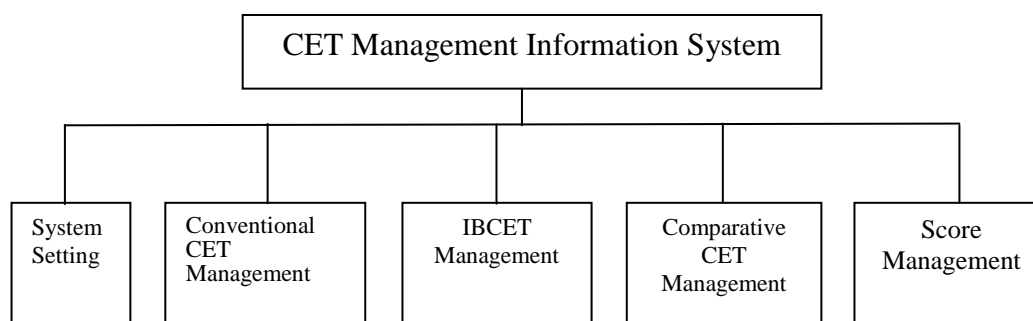 CET Management Information System
System
Setting
Conventional
CET
Management
IBCET
Management
Comparative
CET
Management
Score
Management